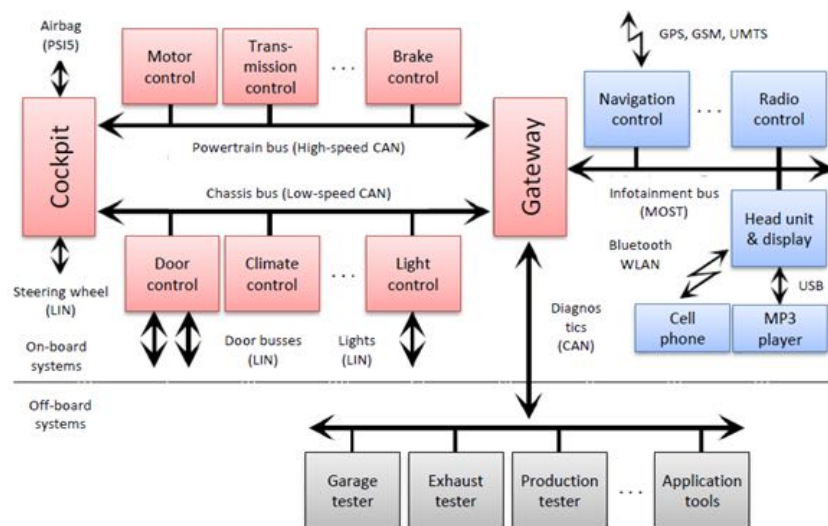 Airbag
(PSI5)
Motor
control
Trans-
mission
control
. . .
Brake
control
GPS, GSM, UMTS
Navigation
control
. . .
Radio
control
Cockpit
Gateway
Powertrain bus (High-speed CAN)
Chassis bus (Low-speed CAN)
Infotainment bus
(MOST)
Head unit
& display
Door
control
Climate
control
. . .
Light
control
Bluetooth
WLAN
USB
Steering wheel
(LIN)
Cell
phone
MP3
player
Door busses
(LIN)
Lights
(LIN)
Diagnos
tics
(CAN)
On-board
systems
Off-board
systems
Garage
tester
Exhaust
tester
Production
tester
. . .
Application
tools